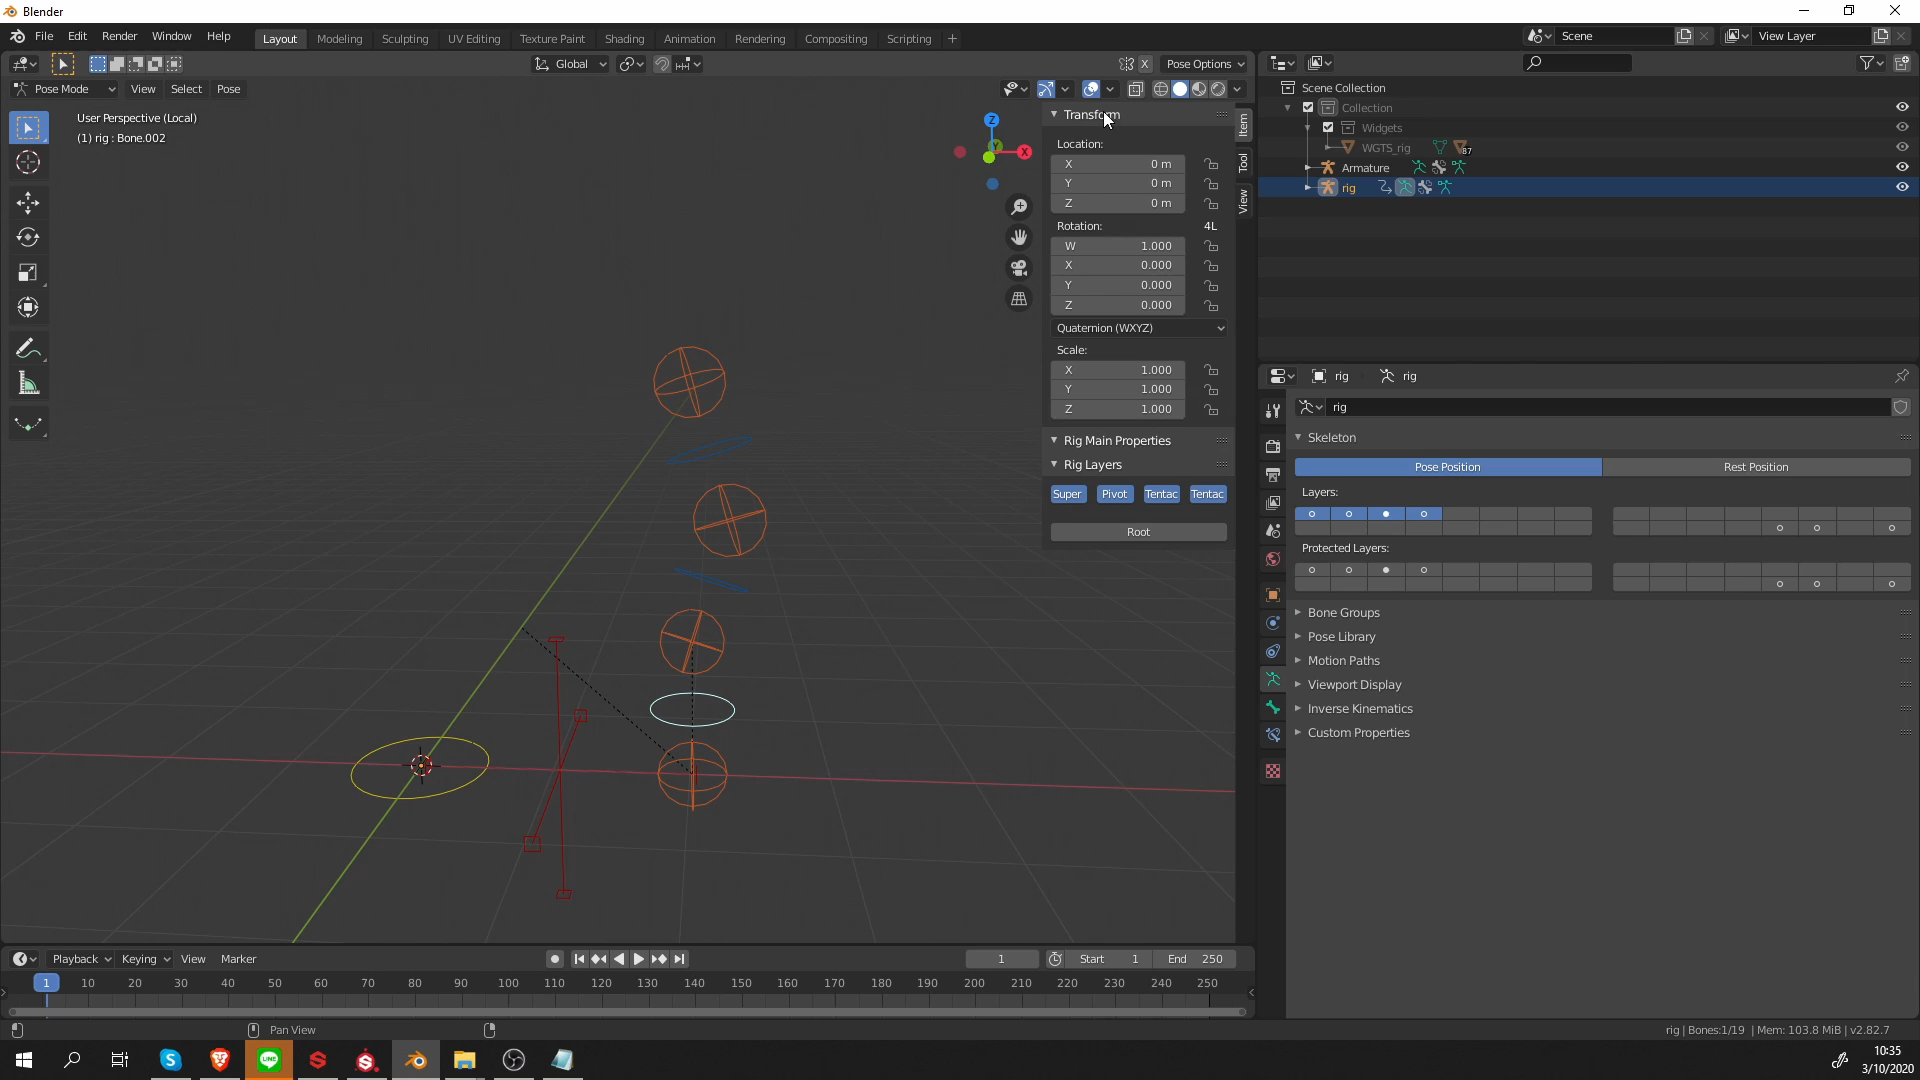 Blender
File Edit Render Window Help
Layout Modeling Sculpting UV Editing Texture Paint Shading Animation Rendering Compositing Scripting
Scene
View Layer
Global
X
Pose Options
Pose Mode View Select Pose
User Perspective (Local)
(1) rig : Bone.002
Z
Y
X
Item
Tool
View
Transform
Location:
X 0 m
Y 0 m
Z 0 m
Rotation: 4L
W 1.000
X 0.000
Y 0.000
Z 0.000
Quaternion (WXYZ)
Scale:
X 1.000
Y 1.000
Z 1.000
Rig Main Properties
Rig Layers
Super Pivot Tentac Tentac
Root
Scene Collection
Collection
Widgets
WGTS_rig 87
Armature
rig
rig rig
rig
Skeleton
Pose Position Rest Position
Layers:
Protected Layers:
Bone Groups
Pose Library
Motion Paths
Viewport Display
Inverse Kinematics
Custom Properties
Playback Keying View Marker
1 Start 1 End 250
1 10 20 30 40 50 60 70 80 90 100 110 120 130 140 150 160 170 180 190 200 210 220 230 240 250
Pan View
rig | Bones:1/19 | Mem: 103.8 MiB | v2.82.7
LINE
10:35
3/10/2020